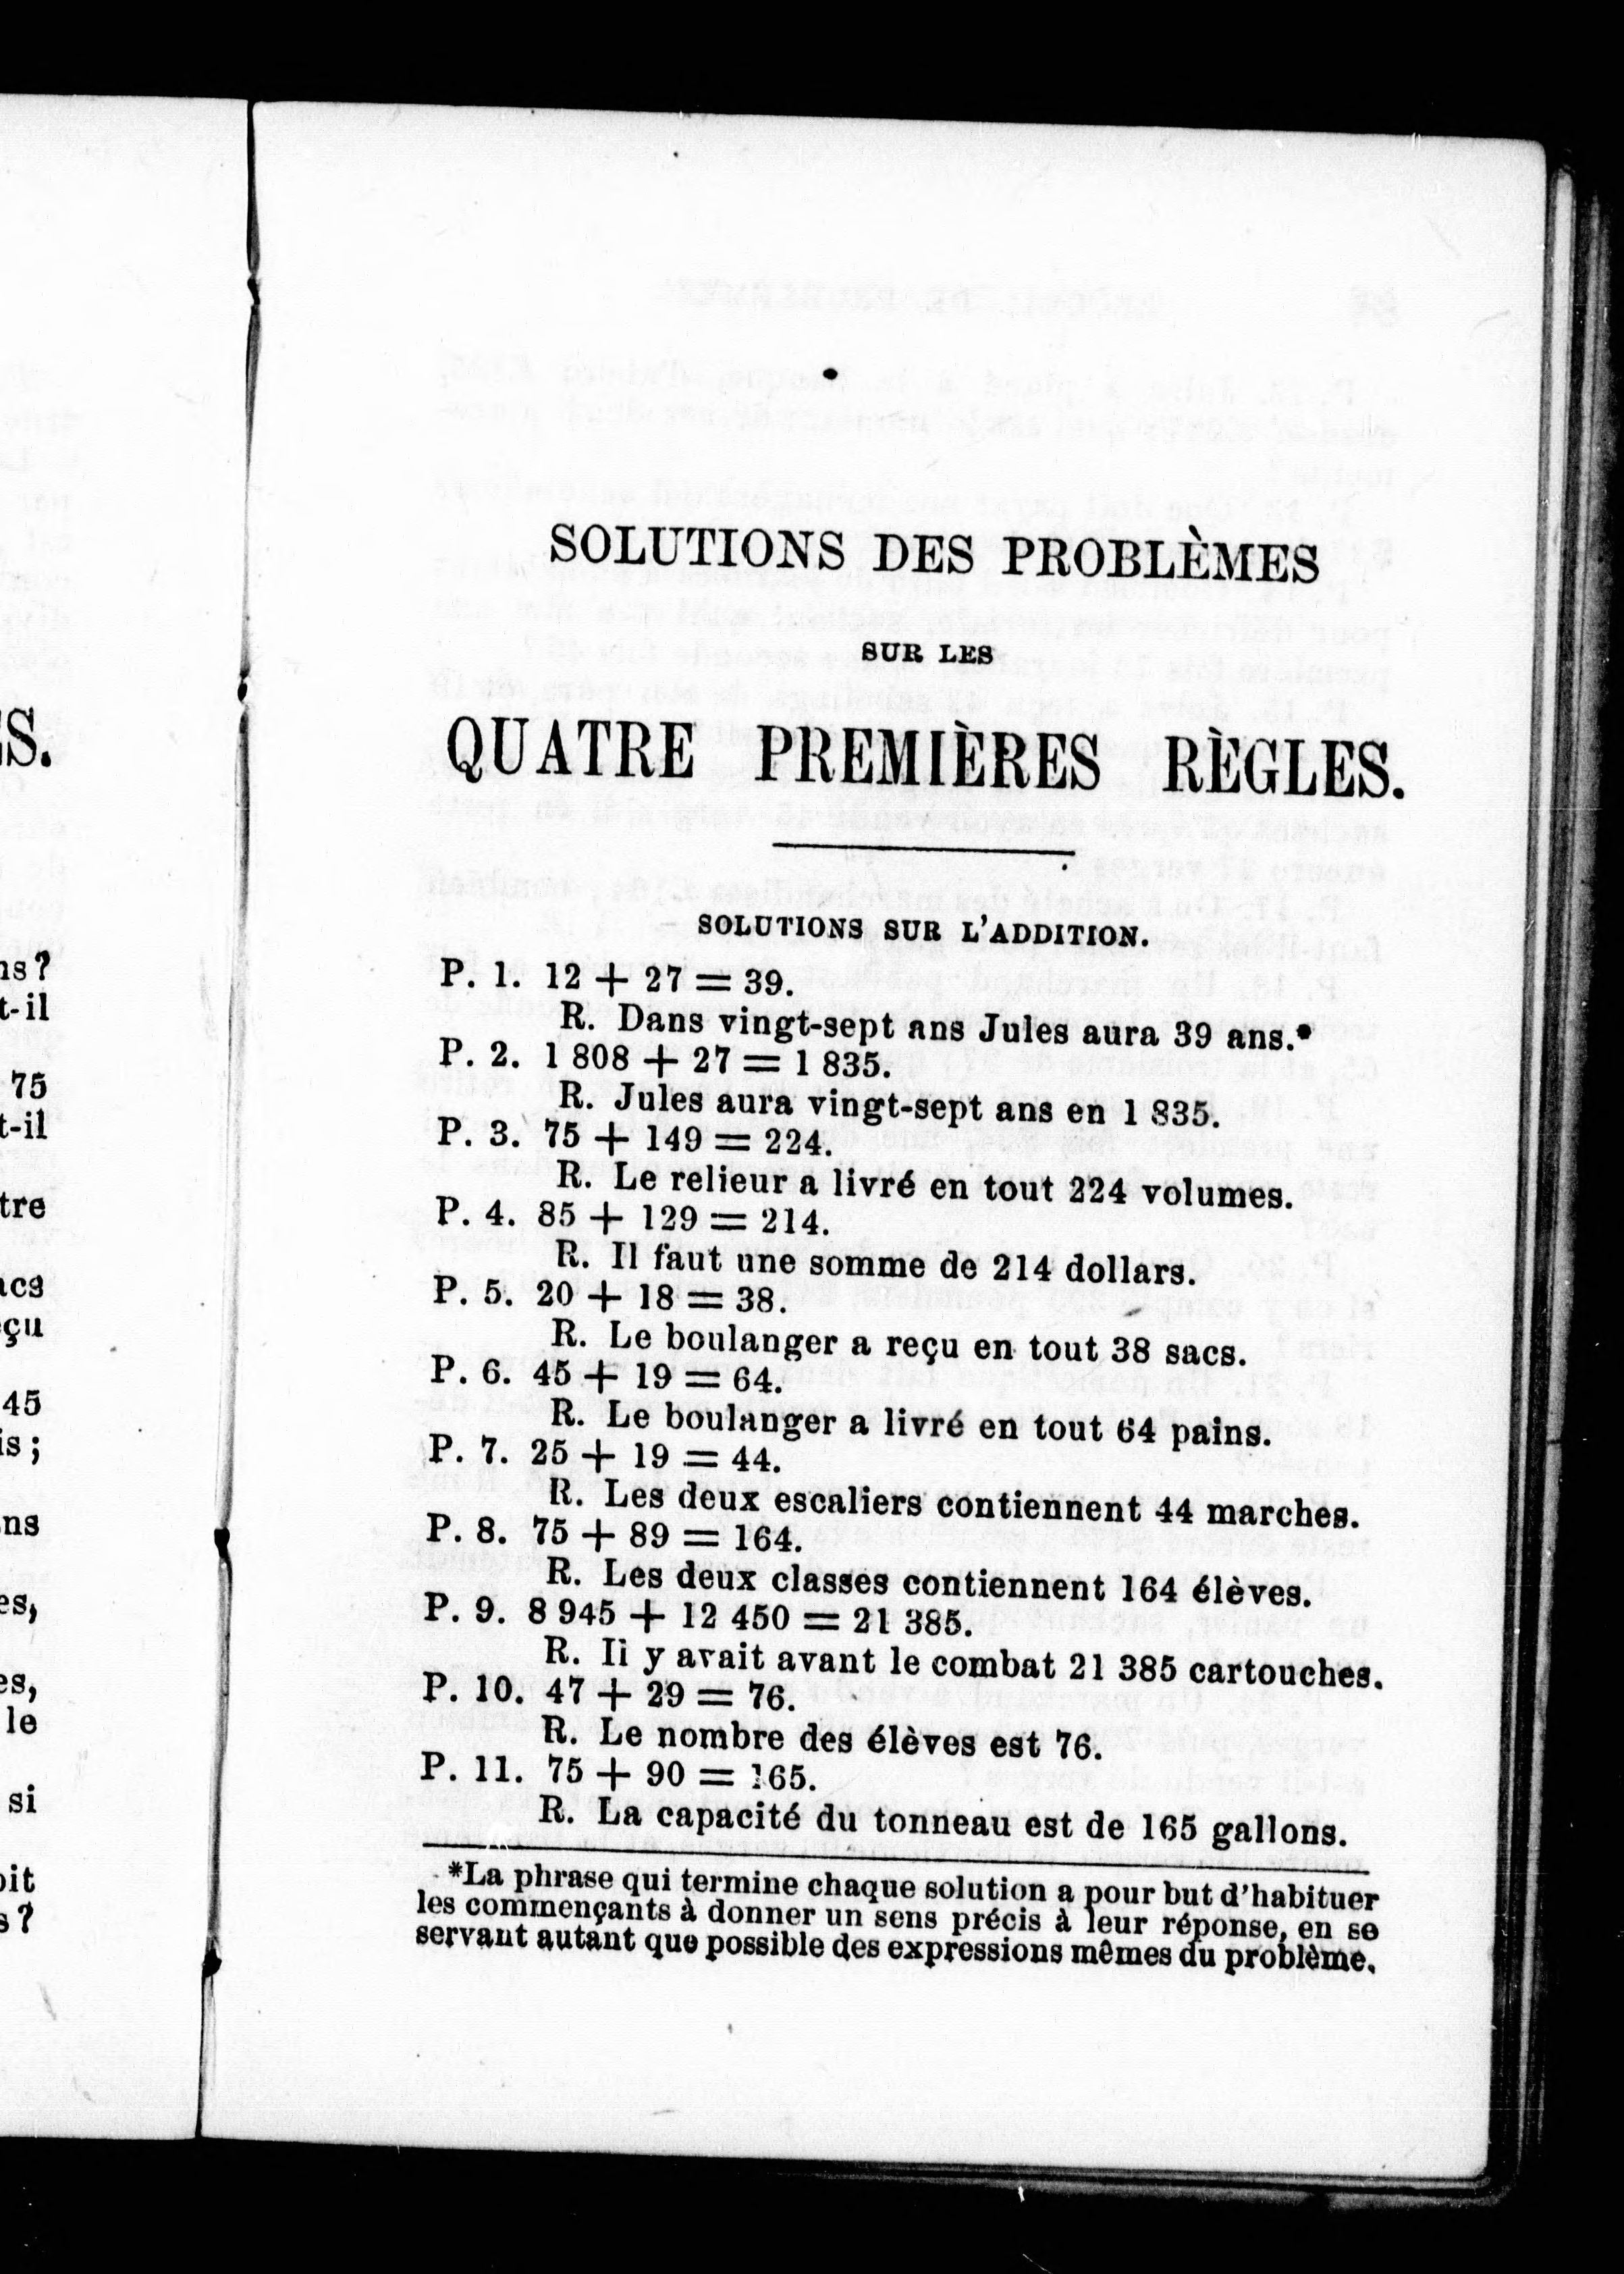 SOLUTIONS DES PROBLÈMES
SUR LES
QUATRE PREMIÈRES RÈGLES.
SOLUTIONS SUR L'ADDITION.
P. 1. 12 + 27 = 39.
R. Dans vingt-sept ans Jules aura 39 ans.*
P. 2. 1 808 + 27 = 1 835.
R. Jules aura vingt-sept ans en 1 835.
P. 3. 75 + 149 = 224.
R. Le relieur a livré en tout 224 volumes.
P. 4. 85 + 129 = 214.
R. Il faut une somme de 214 dollars.
P. 5. 20 + 18 = 38.
R. Le boulanger a reçu en tout 38 sacs.
P. 6. 45 + 19 = 64.
R. Le boulanger a livré en tout 64 pains.
P. 7. 25 + 19 = 44.
R. Les deux escaliers contiennent 44 marches.
P. 8. 75 + 89 = 164.
R. Les deux classes contiennent 164 élèves.
P. 9. 8 945 + 12 450 = 21 385.
R. Il y avait avant le combat 21 385 cartouches.
P. 10. 47 + 29 = 76.
R. Le nombre des élèves est 76.
P. 11. 75 + 90 = 165.
R. La capacité du tonneau est de 165 gallons.
*La phrase qui termine chaque solution a pour but d'habituer
les commençants à donner un sens précis à leur réponse, en se
servant autant que possible des expressions mêmes du problème.